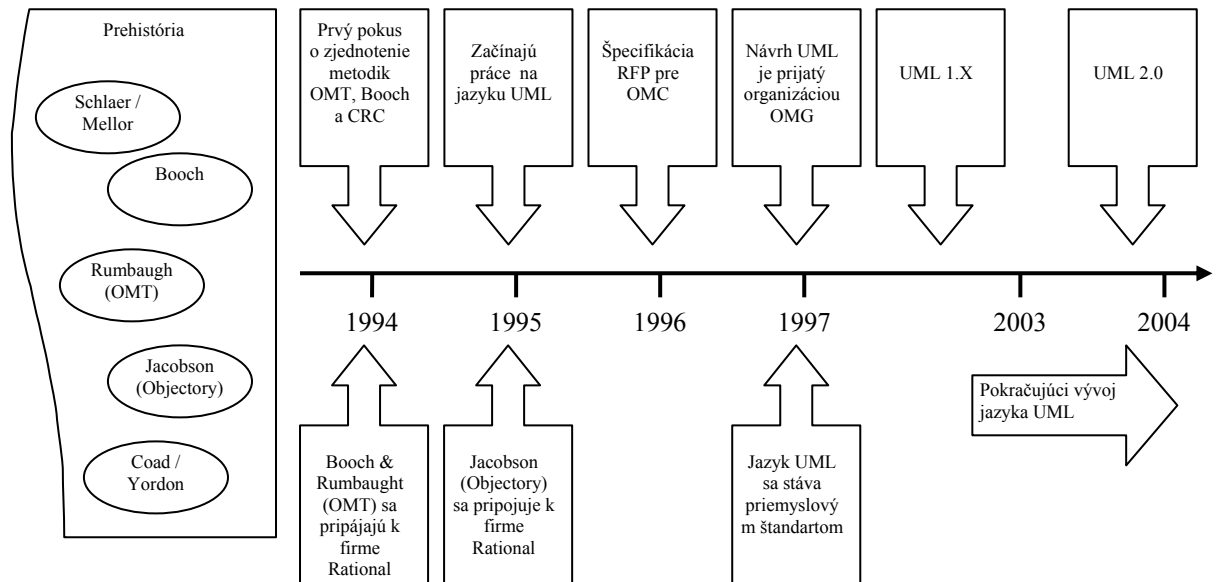 Prehistória
Schlaer /
Mellor
Booch
Rumbaugh
(OMT)
Jacobson
(Objectory)
Coad /
Yordon
Prvý pokus
o zjednotenie
metodik
OMT, Booch
a CRC
Začínajú
práce na
jazyku UML
Špecifikácia
RFP pre
OMC
Návrh UML
je prijatý
organizáciou
OMG
UML 1.X
UML 2.0
1994
1995
1996
1997
2003
2004
Booch &
Rumbaught
(OMT) sa
pripájajú k
firme
Rational
Jacobson
(Objectory)
sa pripojuje k
firme
Rational
Jazyk UML
sa stáva
priemyslový
m štandartom
Pokračujúci vývoj
jazyka UML